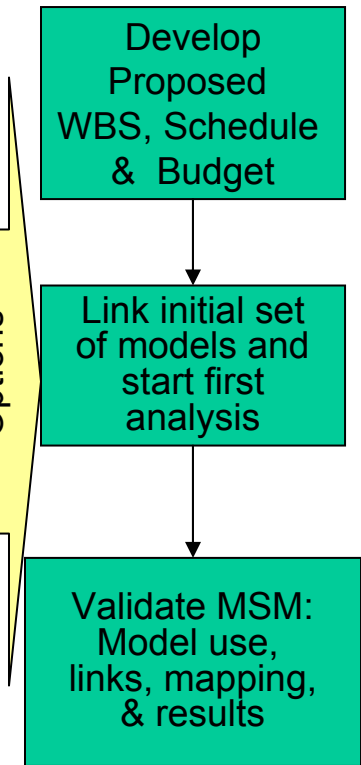 Develop
Proposed
WBS, Schedule
& Budget
Link initial set
of models and
start first
analysis
Validate MSM:
Model use,
links, mapping,
& results